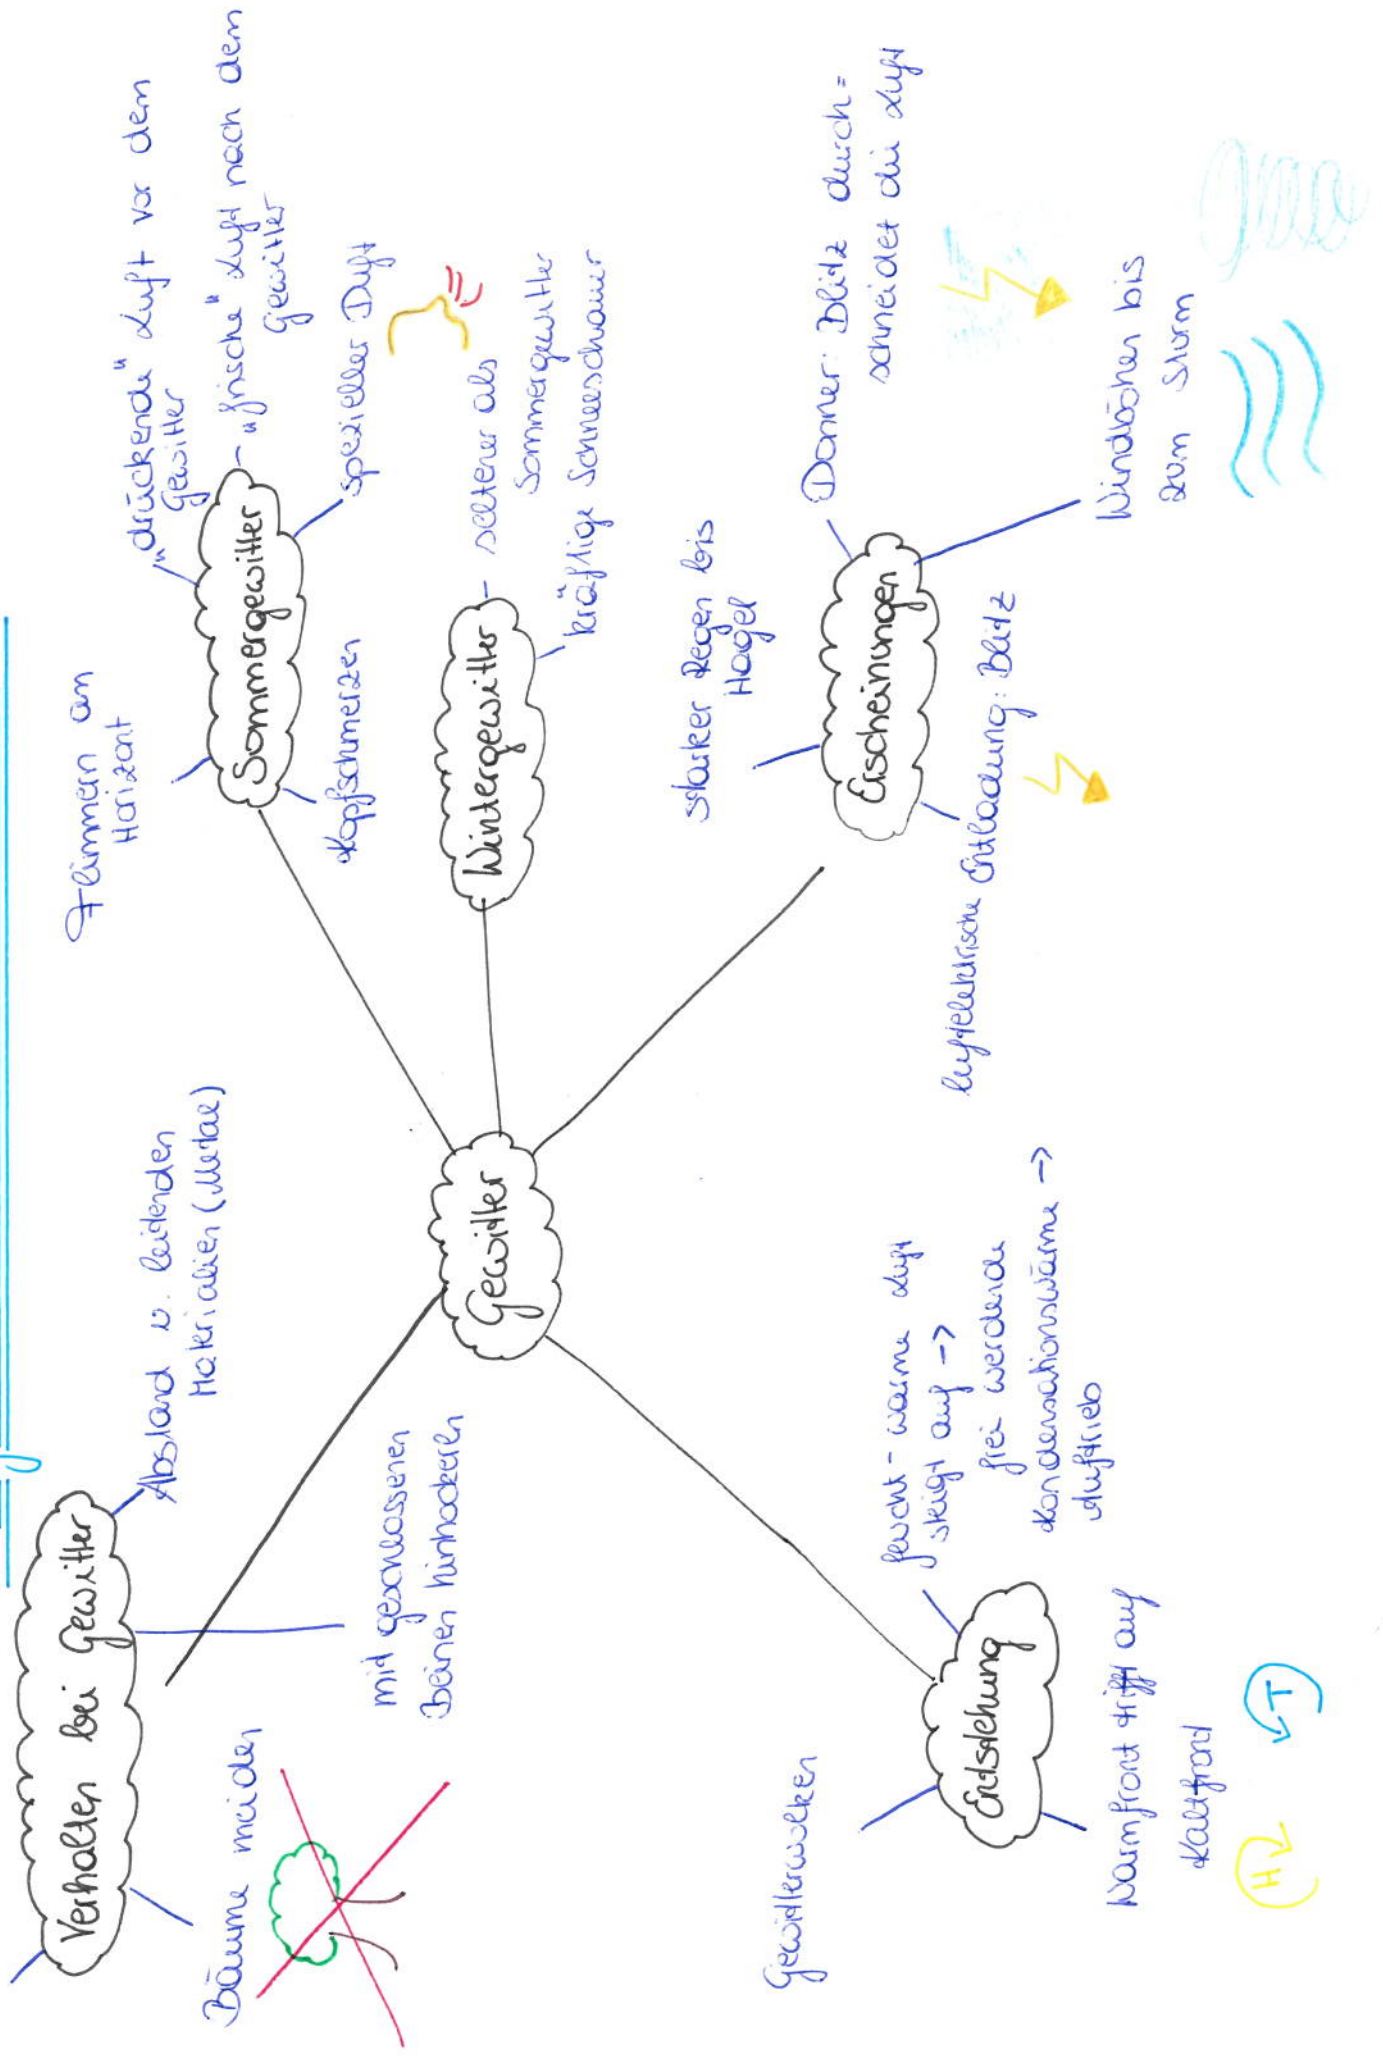 Verhalten bei Gewitter
Abstand v. leitenden
Materialien (Metall)
mit geschlossenen
Beinen hinhockerln
Bäume meiden
Flimmern am
Horizont
Sommergewitter
"drückende" Luft vor dem
Gewitter
"frische" Luft nach dem
Gewitter
spezieller Duft
Kopfschmerzen
Wintergewitter
seltener als
Sommergewitter
kräftige Schneeschauer
Gewitter
Erscheinungen
starker Regen bis
Hagel
Donner: Blitz durch=
schneidet die Luft
Windböen bis
zum Sturm
luftelektrische Entladung: Blitz
Entstehung
feucht-warme Luft
steigt auf ->
frei werdende
Kondensationswärme ->
Auftrieb
Gewitterwolken
Warmfront trifft auf
Kaltfront
H
T